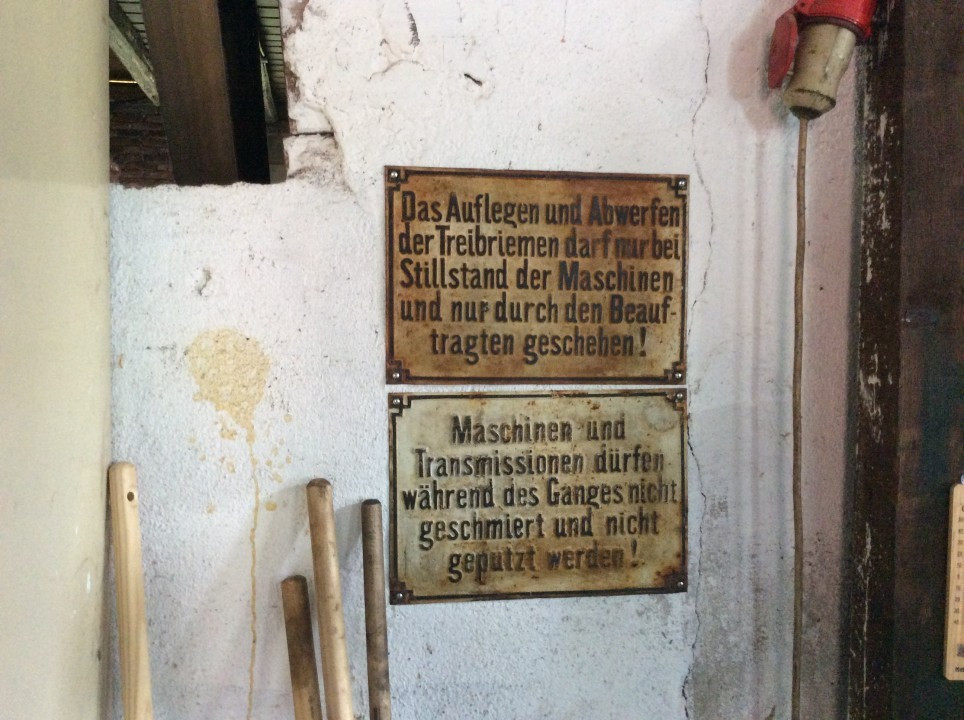 Das Auflegen und Abwerfen
der Treibriemen darf nur bei
Stillstand der Maschinen
und nur durch den Beauf-
tragten geschehen!
Maschinen und
Transmissionen dürfen
während des Ganges nicht
geschmiert und nicht
geputzt werden!